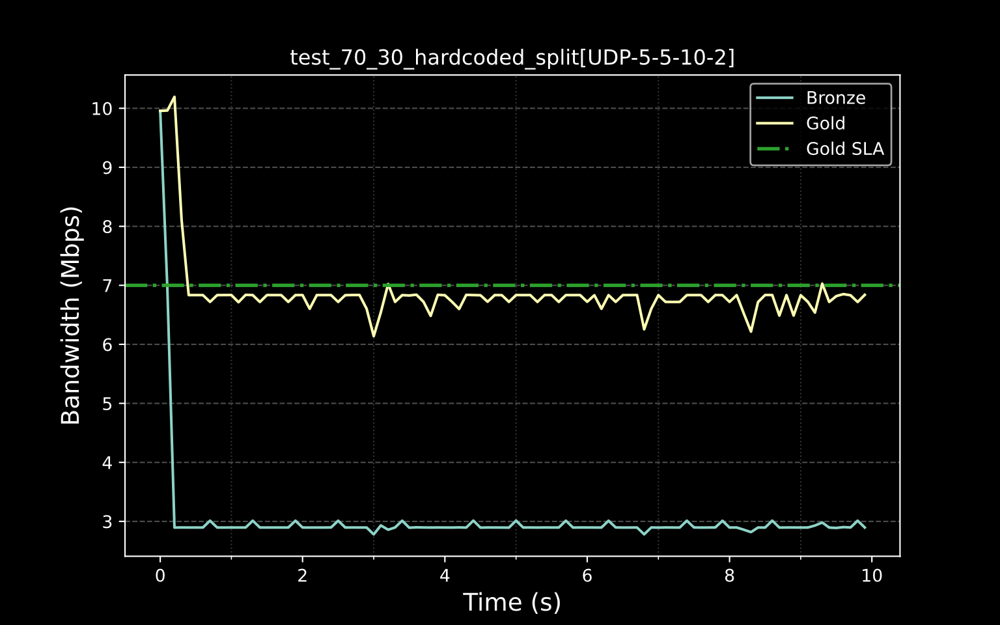 test_70_30_hardcoded_split[UDP-5-5-10-2]
Bronze
Gold
Gold SLA
Bandwidth (Mbps)
10
9
8
7
6
5
4
3
0 2 4 6 8 10
Time (s)